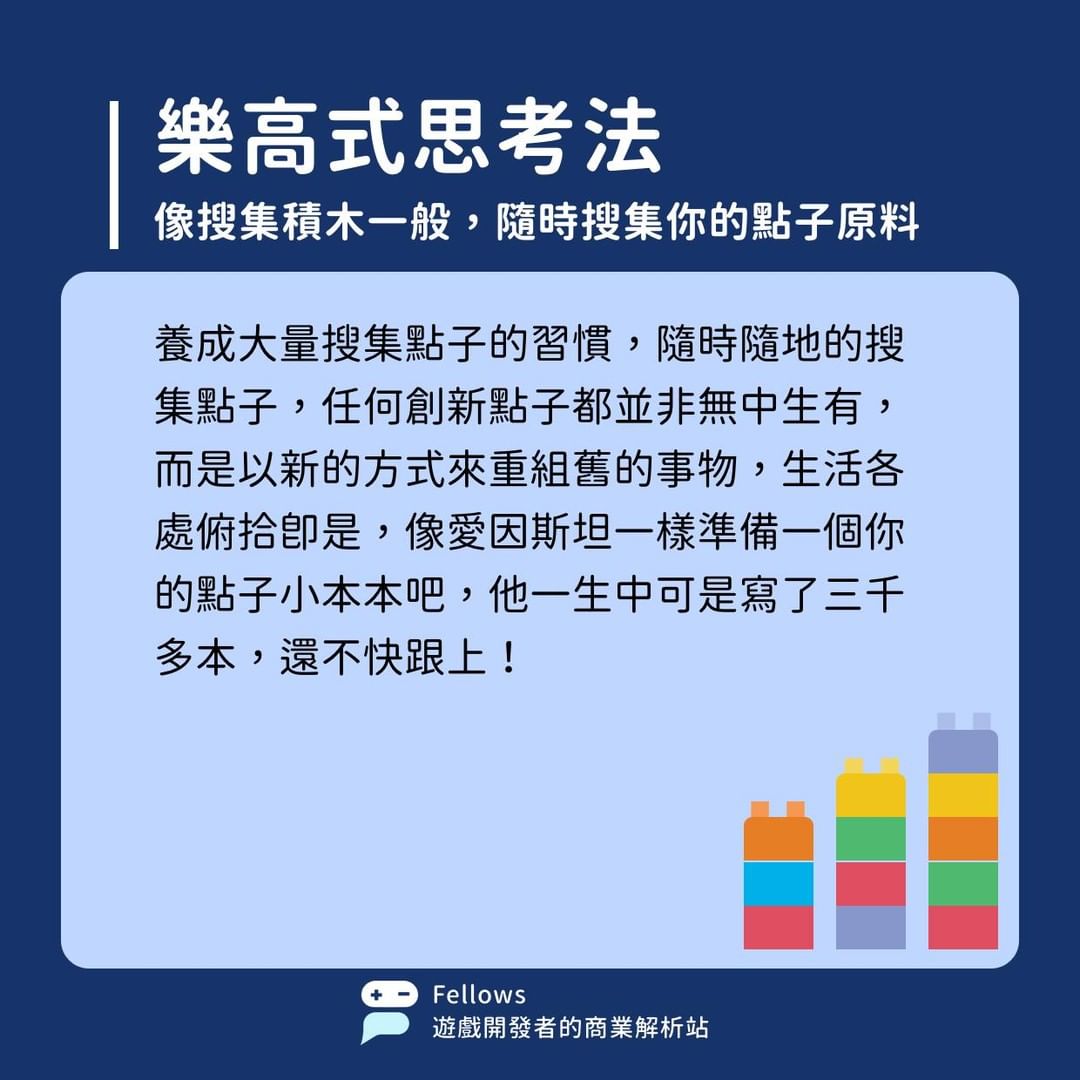 樂高式思考法
像搜集積木一般，隨時搜集你的點子原料
養成大量搜集點子的習慣，隨時隨地的搜
集點子，任何創新點子都並非無中生有，
而是以新的方式來重組舊的事物，生活各
處俯拾即是，像愛因斯坦一樣準備一個你
的點子小本本吧，他一生中可是寫了三千
多本，還不快跟上！
Fellows
遊戲開發者的商業解析站